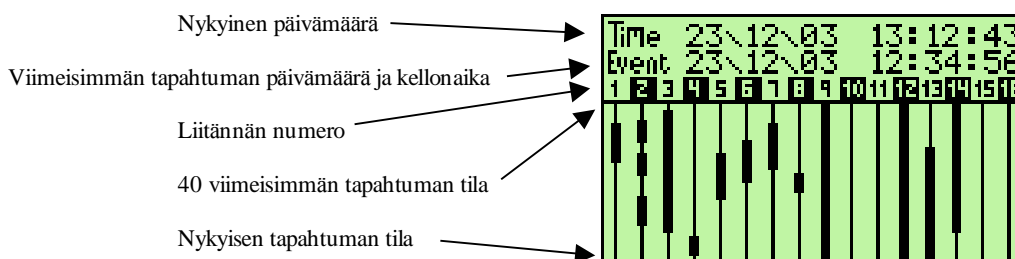 Nykyinen päivämäärä
Time 23\12\03 13:12:43
Viimeisimmän tapahtuman päivämäärä ja kellonaika
Event 23\12\03 12:34:56
Liitännän numero
1 2 3 4 5 6 7 8 9 10 11 12 13 14 15
40 viimeisimmän tapahtuman tila
Nykyisen tapahtuman tila